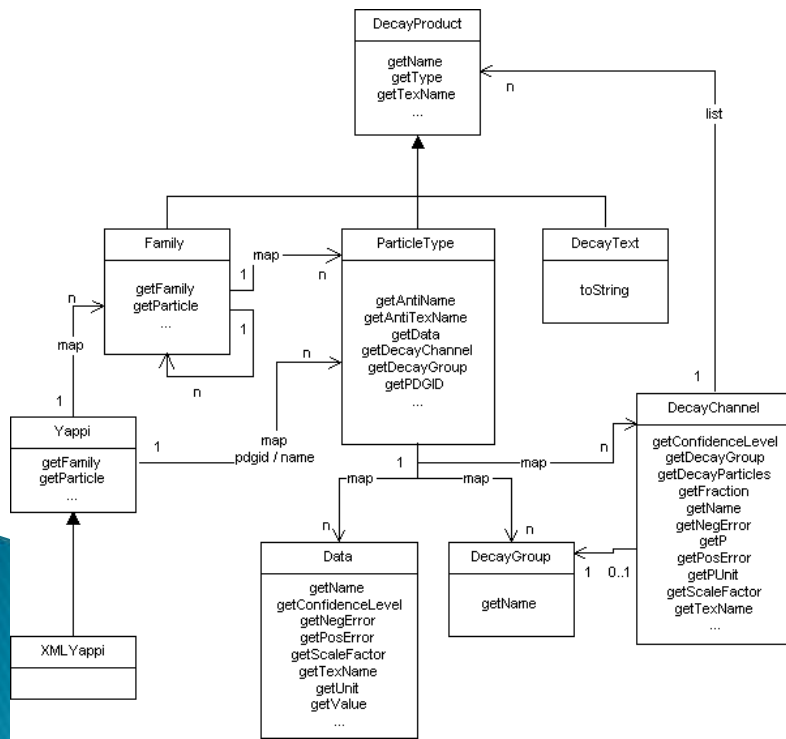 DecayProduct
getName
getType
getTexName
...
n
list
Family
getFamily
getParticle
...
1
map
n
1
n
ParticleType
getAntiName
getAntiTexName
getData
getDecayChannel
getDecayGroup
getPDGID
...
DecayText
toString
n
map
1
n
Yappi
getFamily
getParticle
...
1
map
pdgid / name
1
DecayChannel
getConfidenceLevel
getDecayGroup
getDecayParticles
getFraction
getName
getNegError
getP
getPosError
getPUnit
getScaleFactor
getTexName
...
1
map
n
map
map
n
n
Data
getName
getConfidenceLevel
getNegError
getPosError
getScaleFactor
getTexName
getUnit
getValue
...
DecayGroup
getName
1
0..1
XMLYappi